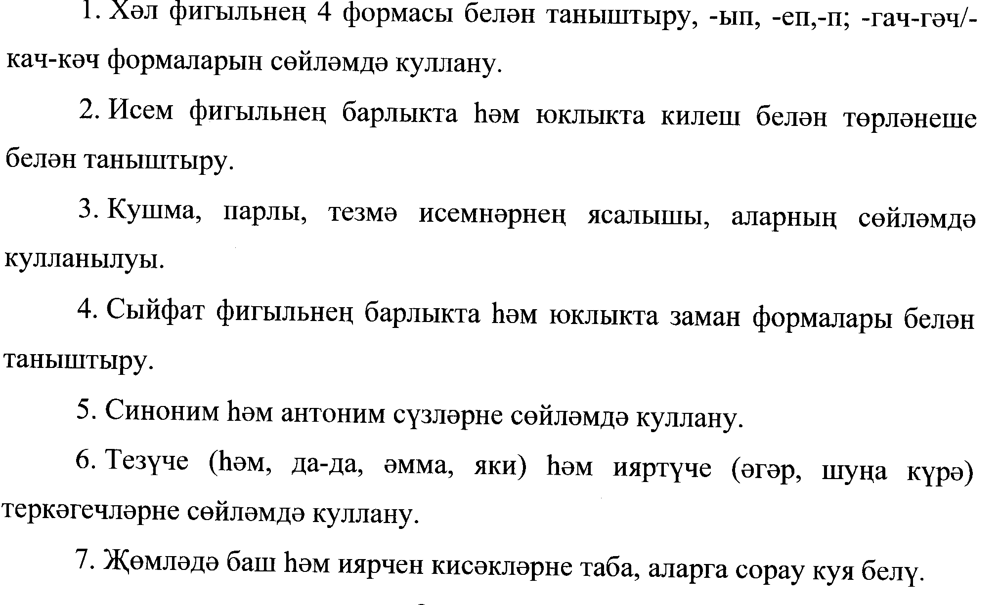 1. Хәл фигыльнең 4 формасы белән таныштыру, -ып, -еп,-п; -гач-гәч/-
кач-кәч формаларын сөйләмдә куллану.
2. Исем фигыльнең барлыкта һәм юклыкта килеш белән төрләнеше
белән таныштыру.
3. Кушма, парлы, тезмә исемнәрнең ясалышы, аларның сөйләмдә
кулланылуы.
4. Сыйфат фигыльнең барлыкта һәм юклыкта заман формалары белән
таныштыру.
5. Синоним һәм антоним сүзләрне сөйләмдә куллану.
6. Тезүче (һәм, да-да, әмма, яки) һәм ияртүче (әгәр, шуңа күрә)
теркәгечләрне сөйләмдә куллану.
7. Җөмләдә баш һәм иярчен кисәкләрне таба, аларга сорау куя белү.